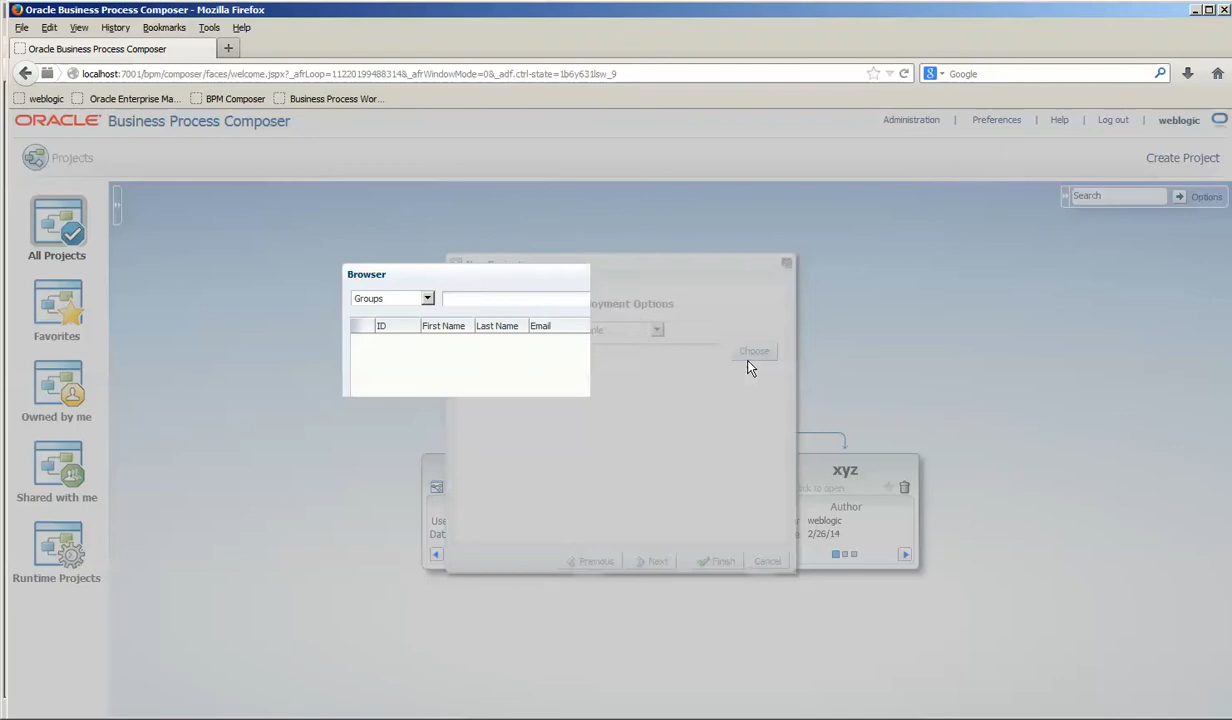 Oracle Business Process Composer - Mozilla Firefox
File Edit View History Bookmarks Tools Help
Oracle Business Process Composer
localhost:7001/bpm/composer/faces/welcome.jspx?_afrLoop=112201994883148&_afrWindowMode=0&_adf.ctrl-state=1b6y631lsw_9
Google
weblogic Oracle Enterprise Ma... BPM Composer Business Process Wor...
ORACLE Business Process Composer
Administration | Preferences | Help | Log out | weblogic
Projects
Create Project
Search
Options
All Projects
Favorites
Owned by me
Shared with me
Runtime Projects
Browser
Groups
ID First Name Last Name Email
Choose
xyz
to open
Author
weblogic
2/26/14
Previous Next Finish Cancel